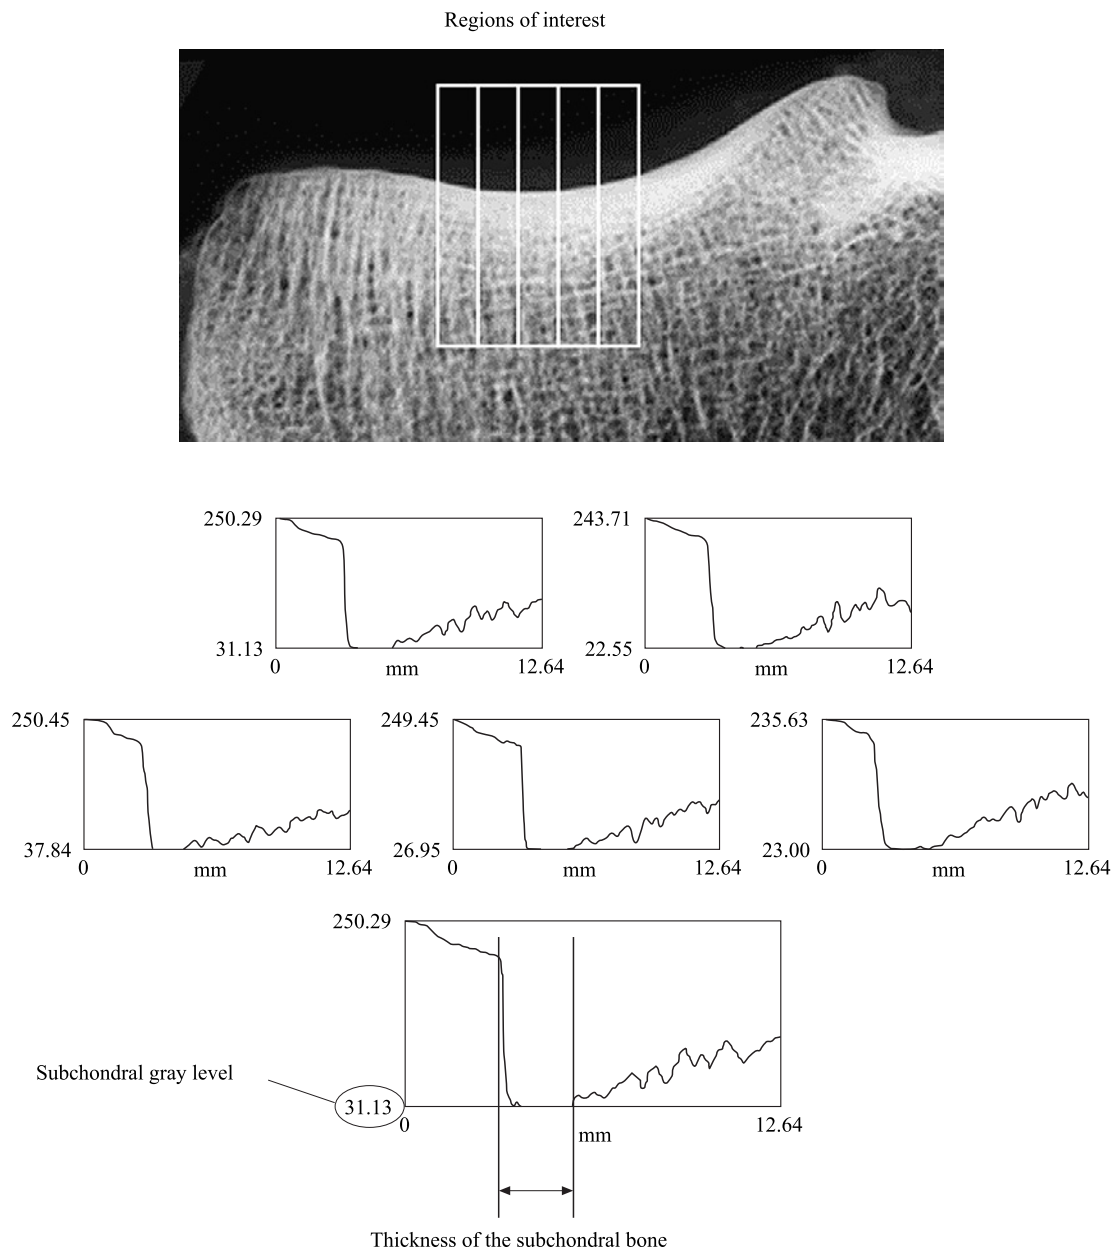 Regions of interest
250.29
31.13
0
mm
12.64
243.71
22.55
0
mm
12.64
250.45
37.84
0
mm
12.64
249.45
26.95
0
mm
12.64
235.63
23.00
0
mm
12.64
250.29
Subchondral gray level
31.13
0
mm
12.64
Thickness of the subchondral bone